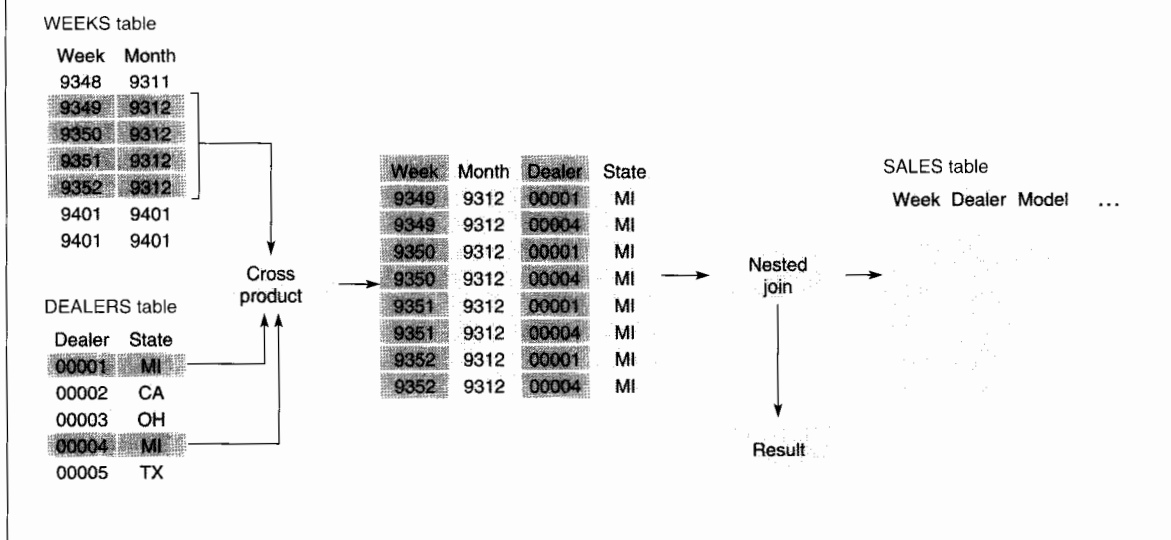 WEEKS table
Week Month
9348 9311
9349 9312
9350 9312
9351 9312
9352 9312
9401 9401
9401 9401
DEALERS table
Dealer State
00001 MI
00002 CA
00003 OH
00004 MI
00005 TX
Cross
product
Week Month Dealer State
9349 9312 00001 MI
9349 9312 00004 MI
9350 9312 00001 MI
9350 9312 00004 MI
9351 9312 00001 MI
9351 9312 00004 MI
9352 9312 00001 MI
9352 9312 00004 MI
Nested
join
Result
SALES table
Week Dealer Model ...